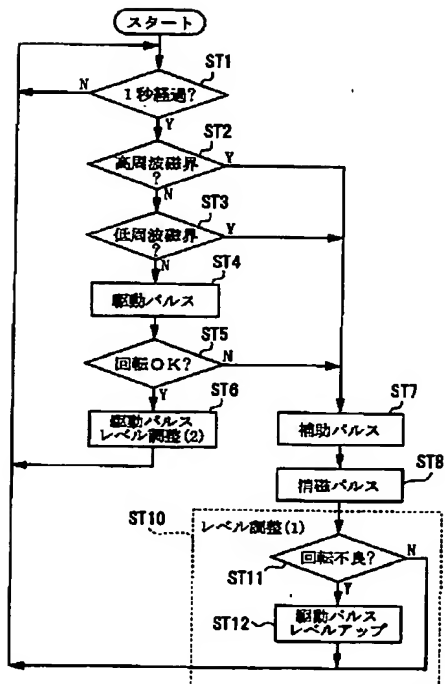 スタート
ST1
1秒経過?
N
Y
ST2
高周波磁界
?
Y
N
ST3
低周波磁界
?
Y
N
ST4
駆動パルス
ST5
回転OK?
N
Y
ST6
駆動パルス
レベル調整(2)
ST7
補助パルス
ST8
消磁パルス
ST10
レベル調整(1)
回転不良?
N
ST11
Y
ST12
駆動パルス
レベルアップ